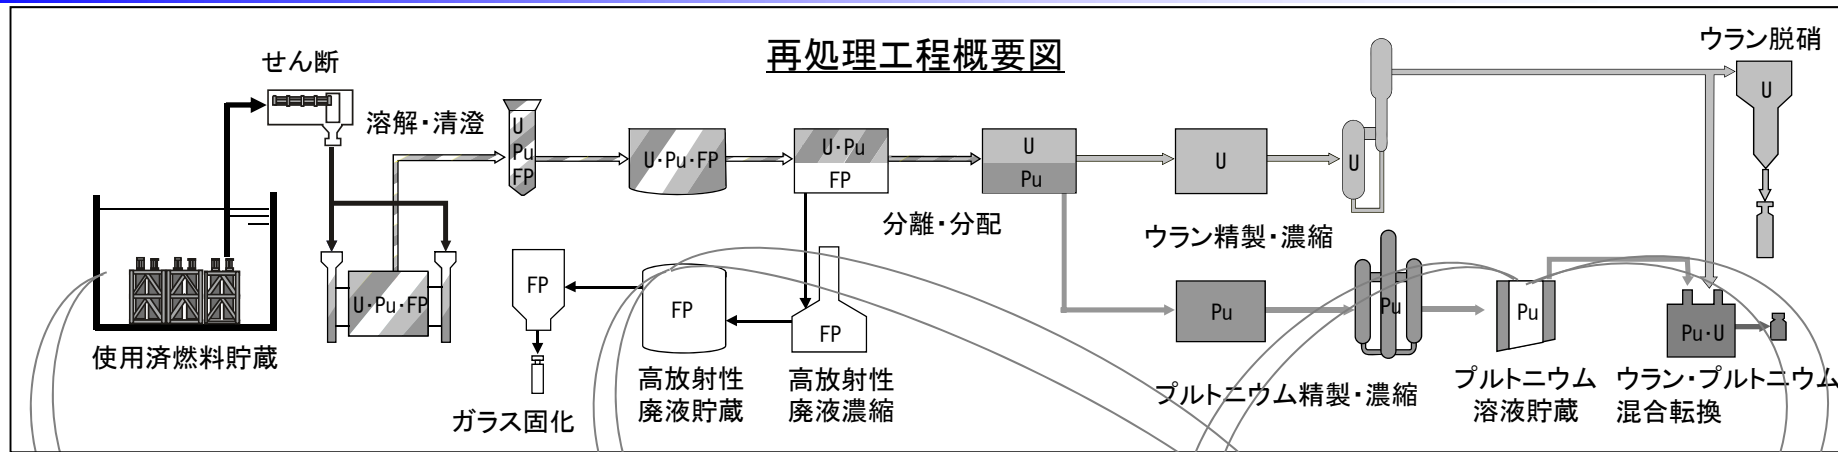 再処理工程概要図
せん断
溶解・清澄
ウラン脱硝
U
Pu
FP
U・Pu・FP
U・Pu
FP
U
Pu
U
U
U
分離・分配
ウラン精製・濃縮
U・Pu・FP
使用済燃料貯蔵
FP
ガラス固化
FP
高放射性
廃液貯蔵
FP
高放射性
廃液濃縮
Pu
Pu
プルトニウム精製・濃縮
Pu
プルトニウム
溶液貯蔵
Pu・U
ウラン・プルトニウム
混合転換